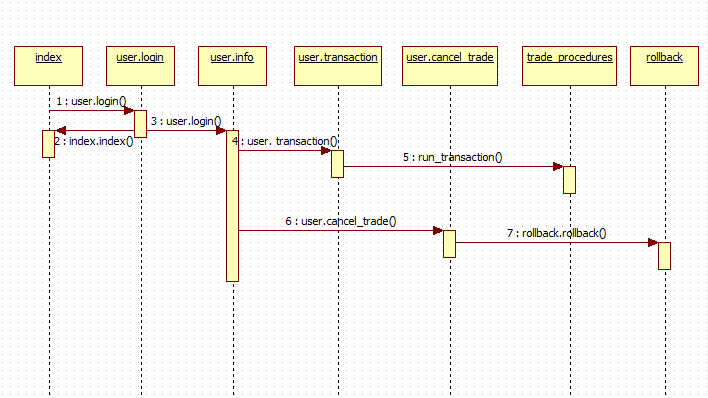 index
user.login
user.info
user.transaction
user.cancel_trade
trade_procedures
rollback
1 : user.login()
3 : user.login()
2 : index.index()
4 : user. transaction()
5 : run_transaction()
6 : user.cancel_trade()
7 : rollback.rollback()